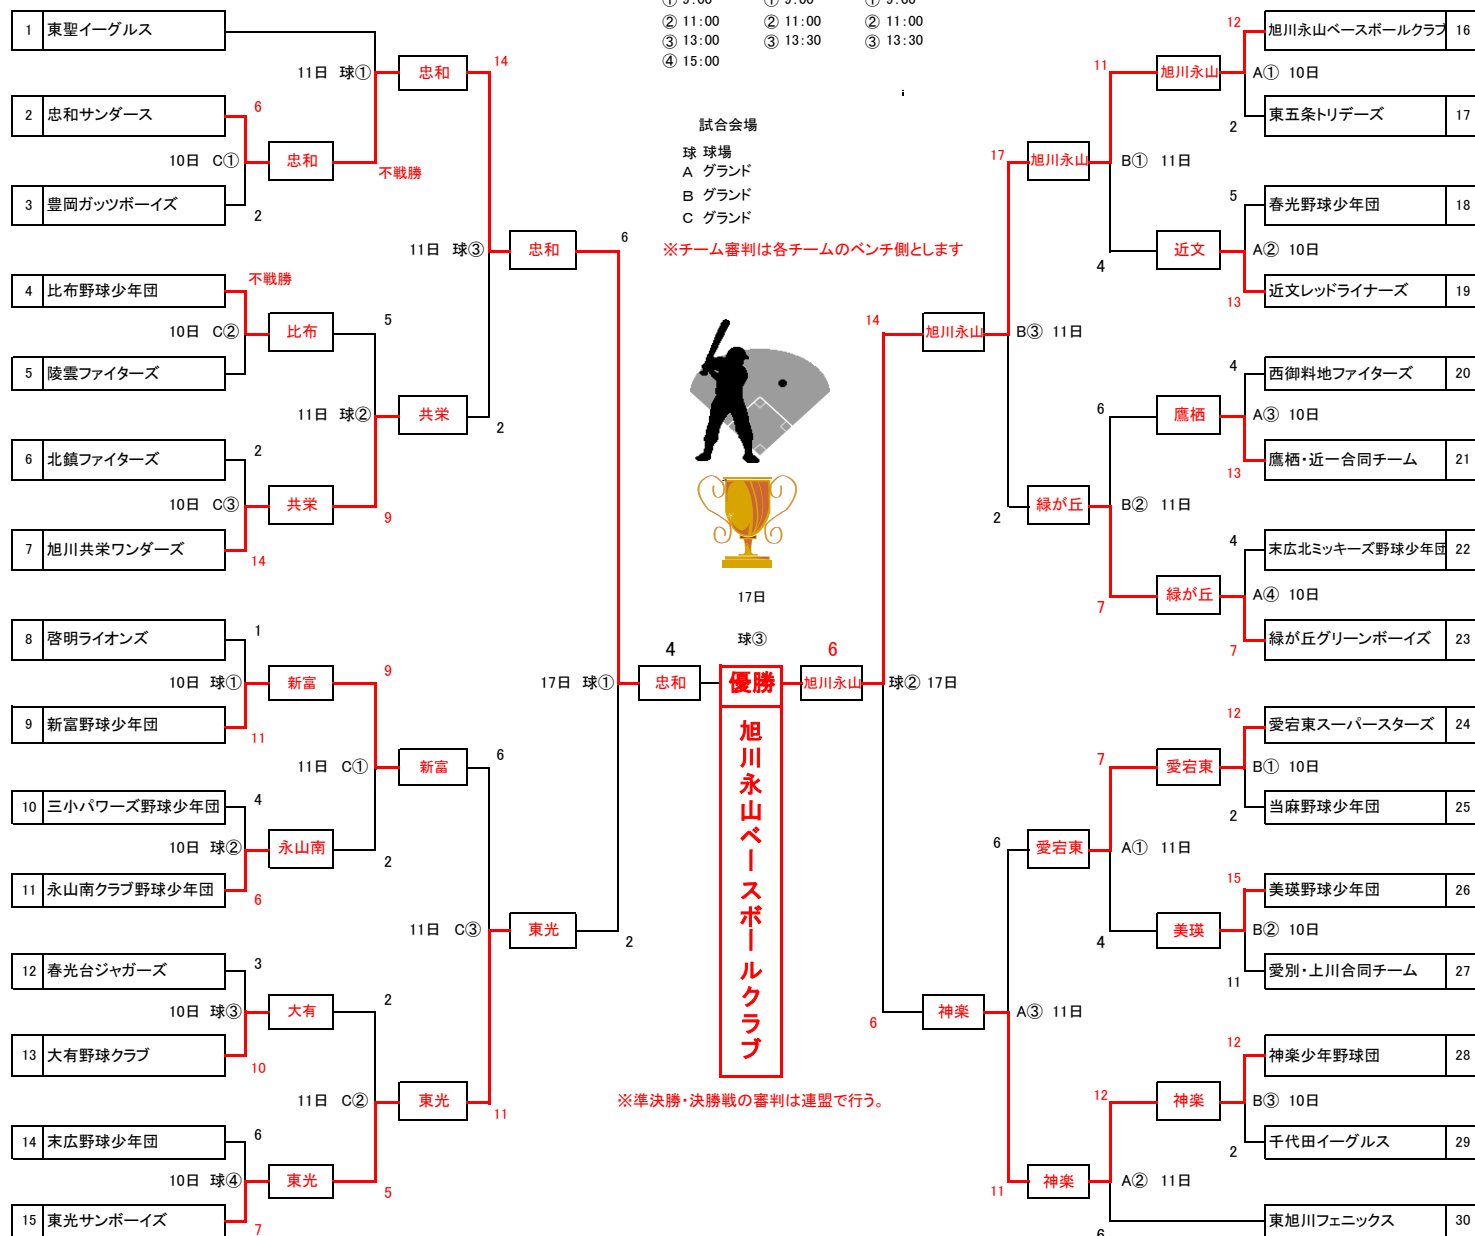 ① 9:00 ① 9:00 ① 9:00
② 11:00 ② 11:00 ② 11:00
③ 13:00 ③ 13:30 ③ 13:30
④ 15:00
試合会場
球 球場
A グランド
B グランド
C グランド
※チーム審判は各チームのベンチ側とします
1 東聖イーグルス
11日 球①
忠和
14
2 忠和サンダース
6
10日 C①
忠和
不戦勝
3 豊岡ガッツボーイズ
2
11日 球③
忠和
6
4 比布野球少年団
不戦勝
10日 C②
比布
5
5 陵雲ファイターズ
11日 球②
共栄
2
6 北鎮ファイターズ
2
10日 C③
共栄
9
7 旭川共栄ワンダーズ
14
8 啓明ライオンズ
1
10日 球①
新富
9
9 新富野球少年団
11
11日 C①
新富
6
10 三小パワーズ野球少年団
4
10日 球②
永山南
2
11 永山南クラブ野球少年団
6
11日 C③
東光
2
12 春光台ジャガーズ
3
10日 球③
大有
2
13 大有野球クラブ
10
11日 C②
東光
11
14 末広野球少年団
6
10日 球④
東光
5
15 東光サンボーイズ
7
17日
球③
17日 球①
忠和
4
優勝
6
旭川永山
球② 17日
旭川永山ベースボールクラブ
※準決勝・決勝戦の審判は連盟で行う。
12
旭川永山ベースボールクラブ 16
11
旭川永山
A① 10日
2
東五条トリデーズ 17
17
旭川永山
B① 11日
5
春光野球少年団 18
4
近文
A② 10日
13
近文レッドライナーズ 19
14
旭川永山
B③ 11日
4
西御料地ファイターズ 20
6
鷹栖
A③ 10日
13
鷹栖・近一合同チーム 21
2
緑が丘
B② 11日
4
末広北ミッキーズ野球少年団 22
7
緑が丘
A④ 10日
7
緑が丘グリーンボーイズ 23
12
愛宕東スーパースターズ 24
7
愛宕東
B① 10日
2
当麻野球少年団 25
6
愛宕東
A① 11日
15
美瑛野球少年団 26
4
美瑛
B② 10日
11
愛別・上川合同チーム 27
6
神楽
A③ 11日
12
神楽少年野球団 28
12
神楽
B③ 10日
2
千代田イーグルス 29
11
神楽
A② 11日
6
東旭川フェニックス 30